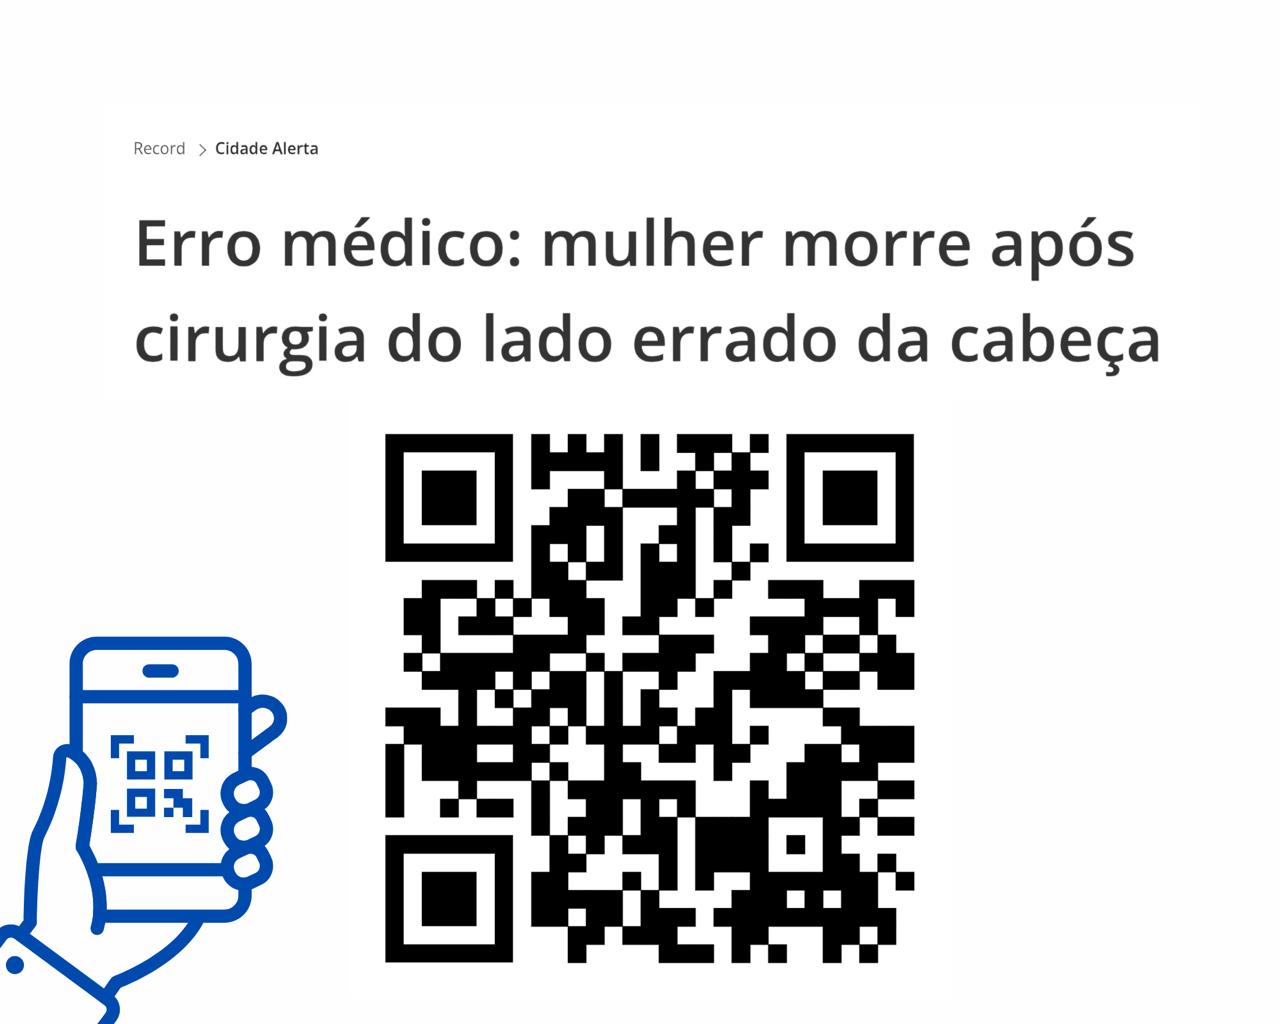 Record > Cidade Alerta
Erro médico: mulher morre após
cirurgia do lado errado da cabeça